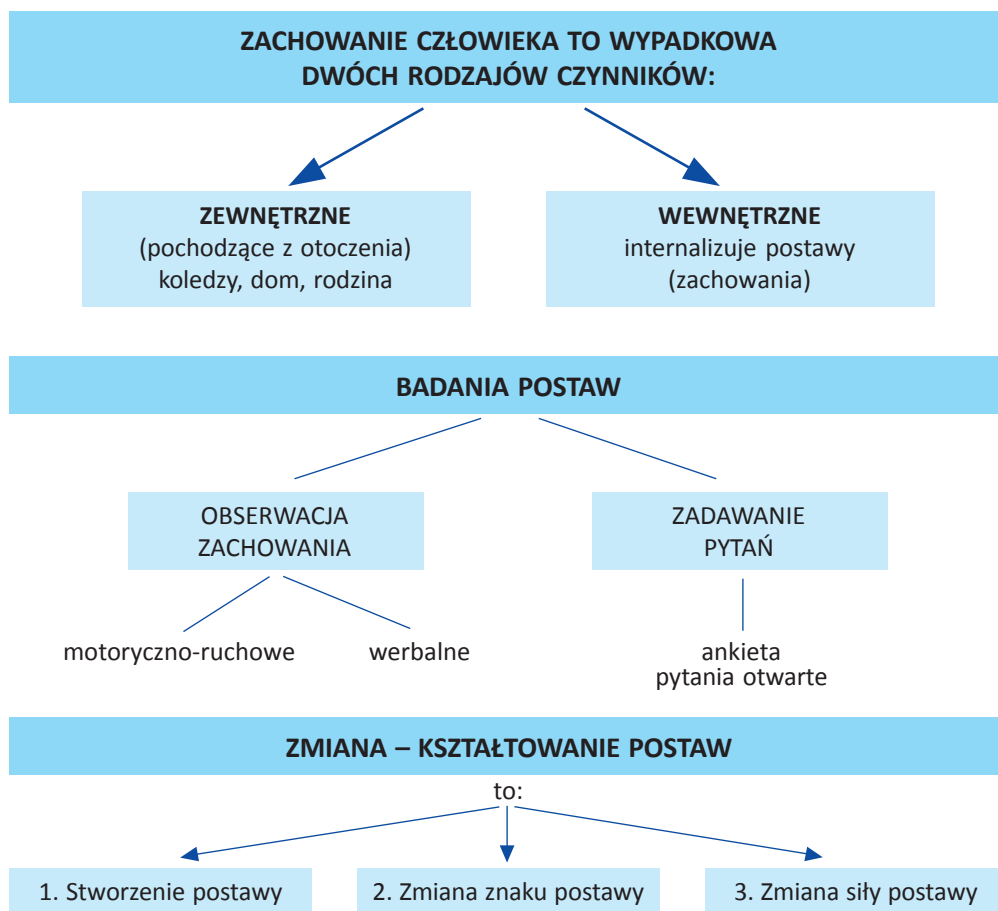 ZACHOWANIE CZŁOWIEKA TO WYPADKOWA
DWÓCH RODZAJÓW CZYNNIKÓW:
ZEWNĘTRZNE
(pochodzące z otoczenia)
koledzy, dom, rodzina
WEWNĘTRZNE
internalizuje postawy
(zachowania)
BADANIA POSTAW
OBSERWACJA
ZACHOWANIA
ZADAWANIE
PYTAŃ
motoryczno-ruchowe
werbalne
ankieta
pytania otwarte
ZMIANA – KSZTAŁTOWANIE POSTAW
to:
1. Stworzenie postawy
2. Zmiana znaku postawy
3. Zmiana siły postawy